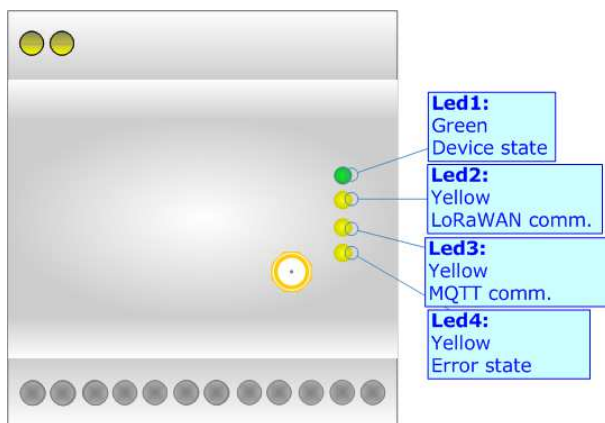 Led1:
Green
Device state
Led2:
Yellow
LoRaWAN comm.
Led3:
Yellow
MQTT comm.
Led4:
Yellow
Error state